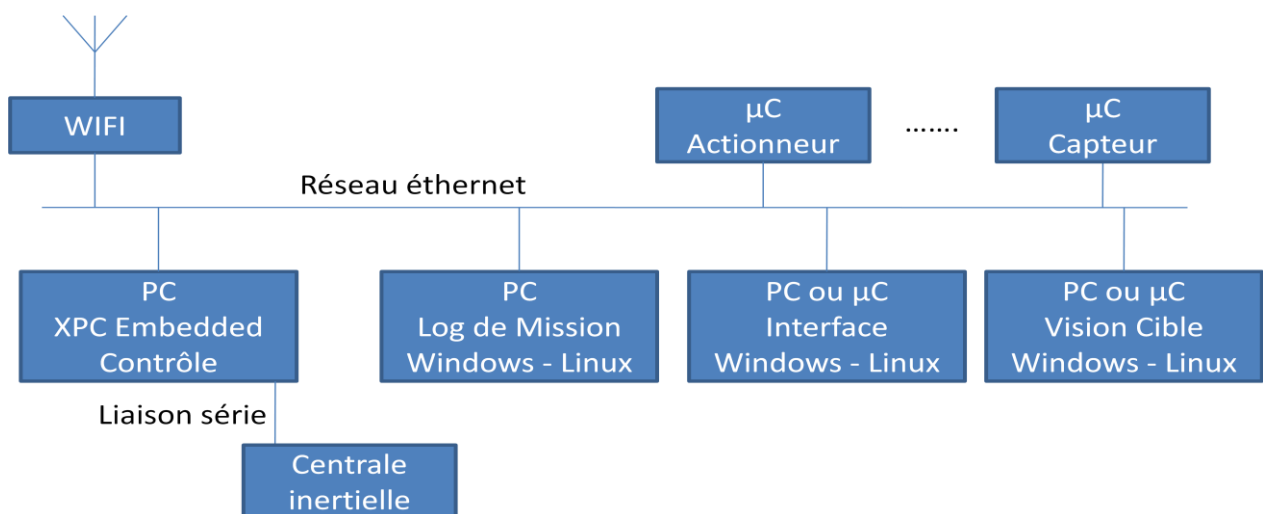 WIFI
µC
Actionneur
.......
µC
Capteur
Réseau éthernet
PC
XPC Embedded
Contrôle
PC
Log de Mission
Windows - Linux
PC ou µC
Interface
Windows - Linux
PC ou µC
Vision Cible
Windows - Linux
Liaison série
Centrale
inertielle